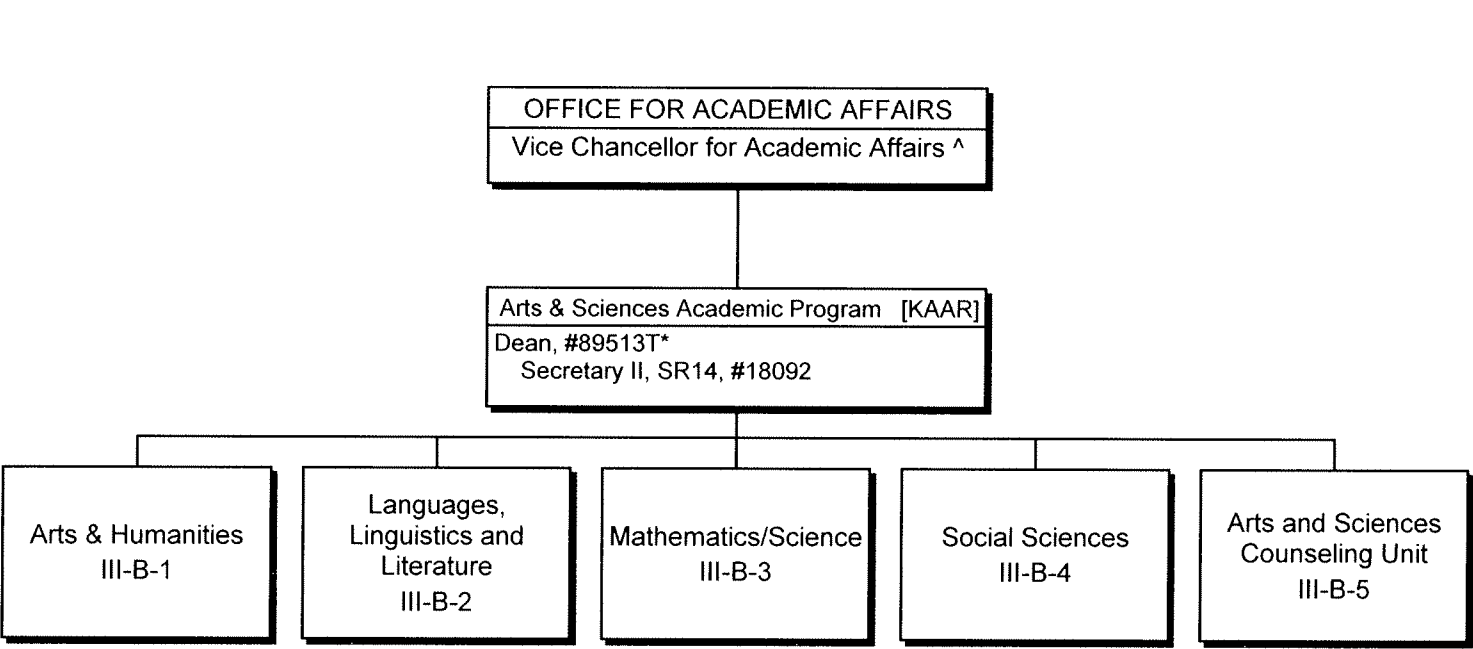 OFFICE FOR ACADEMIC AFFAIRS
Vice Chancellor for Academic Affairs ^
Arts & Sciences Academic Program [KAAR]
Dean, #89513T*
Secretary II, SR14, #18092
Arts & Humanities
III-B-1
Languages,
Linguistics and
Literature
III-B-2
Mathematics/Science
III-B-3
Social Sciences
III-B-4
Arts and Sciences
Counseling Unit
III-B-5